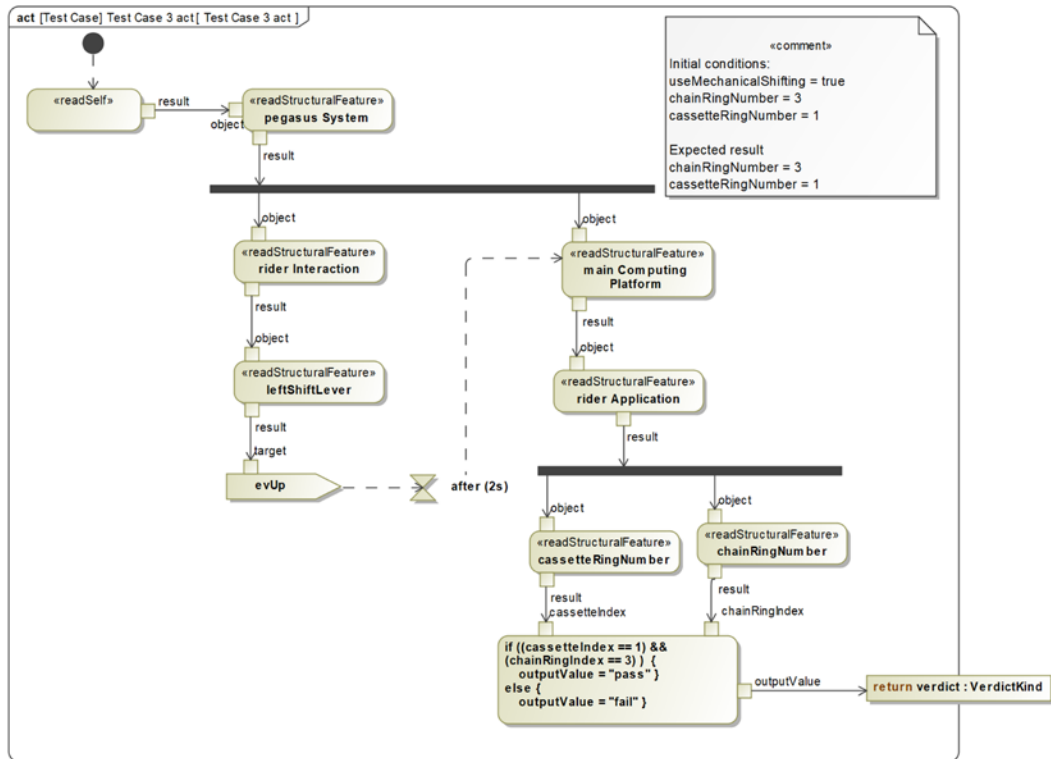 act [Test Case] Test Case 3 act[ Test Case 3 act ]
«comment»
Initial conditions:
useMechanicalShifting = true
chainRingNumber = 3
cassetteRingNumber = 1
Expected result
chainRingNumber = 3
cassetteRingNumber = 1
«readSelf»
result
object
«readStructuralFeature»
pegasus System
result
object
object
«readStructuralFeature»
rider Interaction
result
object
«readStructuralFeature»
leftShiftLever
result
target
evUp
after (2s)
«readStructuralFeature»
main Computing
Platform
result
object
«readStructuralFeature»
rider Application
result
object
object
«readStructuralFeature»
cassetteRingNumber
«readStructuralFeature»
chainRingNumber
result
cassetteIndex
result
chainRingIndex
if ((cassetteIndex == 1) &&
(chainRingIndex == 3) ) {
outputValue = "pass" }
else {
outputValue = "fail" }
outputValue
return verdict : VerdictKind